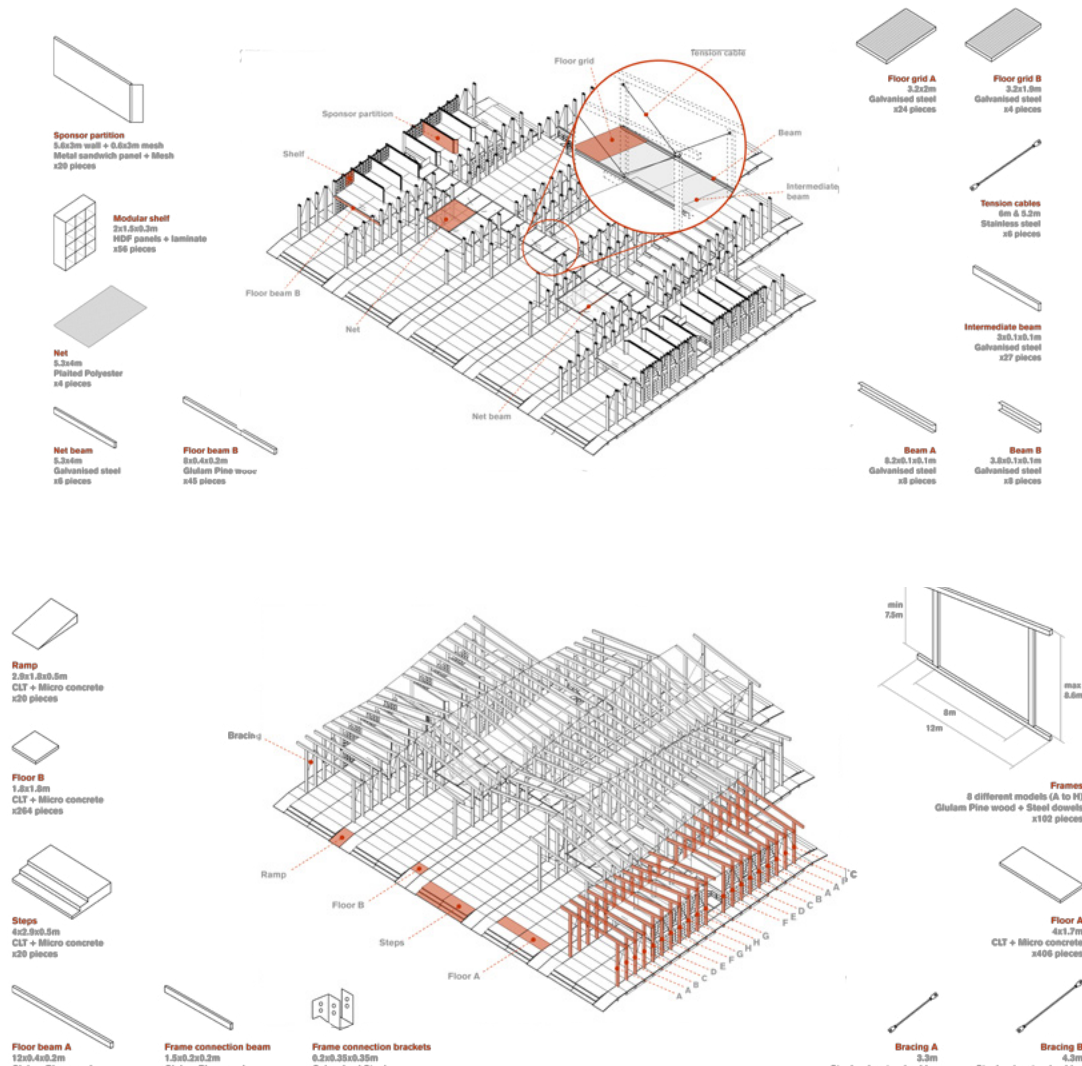 Sponsor partition
5.6x3m wall + 0.6x3m mesh
Metal sandwich panel + Mesh
x20 pieces
Modular shelf
2x1.5x0.3m
HDF panels + laminate
x56 pieces
Net
5.3x4m
Plaited Polyester
x4 pieces
Net beam
5.3x4m
Galvanised steel
x6 pieces
Floor beam B
8x0.4x0.2m
Glulam Pine wood
x45 pieces
Sponsor partition
Shelf
Floor beam B
Net
Net beam
Floor grid
Tension cable
Beam
Intermediate
beam
Floor grid A
3.2x2m
Galvanised steel
x24 pieces
Floor grid B
3.2x1.9m
Galvanised steel
x4 pieces
Tension cables
6m & 5.2m
Stainless steel
x6 pieces
Intermediate beam
3x0.1x0.1m
Galvanised steel
x27 pieces
Beam A
8.2x0.1x0.1m
Galvanised steel
x8 pieces
Beam B
3.8x0.1x0.1m
Galvanised steel
x8 pieces
Ramp
2.9x1.8x0.5m
CLT + Micro concrete
x20 pieces
Floor B
1.8x1.8m
CLT + Micro concrete
x264 pieces
Steps
4x2.9x0.5m
CLT + Micro concrete
x20 pieces
Floor beam A
12x0.4x0.2m
Frame connection beam
1.5x0.2x0.2m
Frame connection brackets
0.2x0.35x0.35m
Bracing
Ramp
Floor B
Steps
Floor A
A A B C D E F G H H G F E D C B A A P C
min
7.5m
max
8.6m
8m
12m
Frames
8 different models (A to H)
Glulam Pine wood + Steel dowels
x102 pieces
Floor A
4x1.7m
CLT + Micro concrete
x406 pieces
Bracing A
3.3m
Bracing B
4.3m